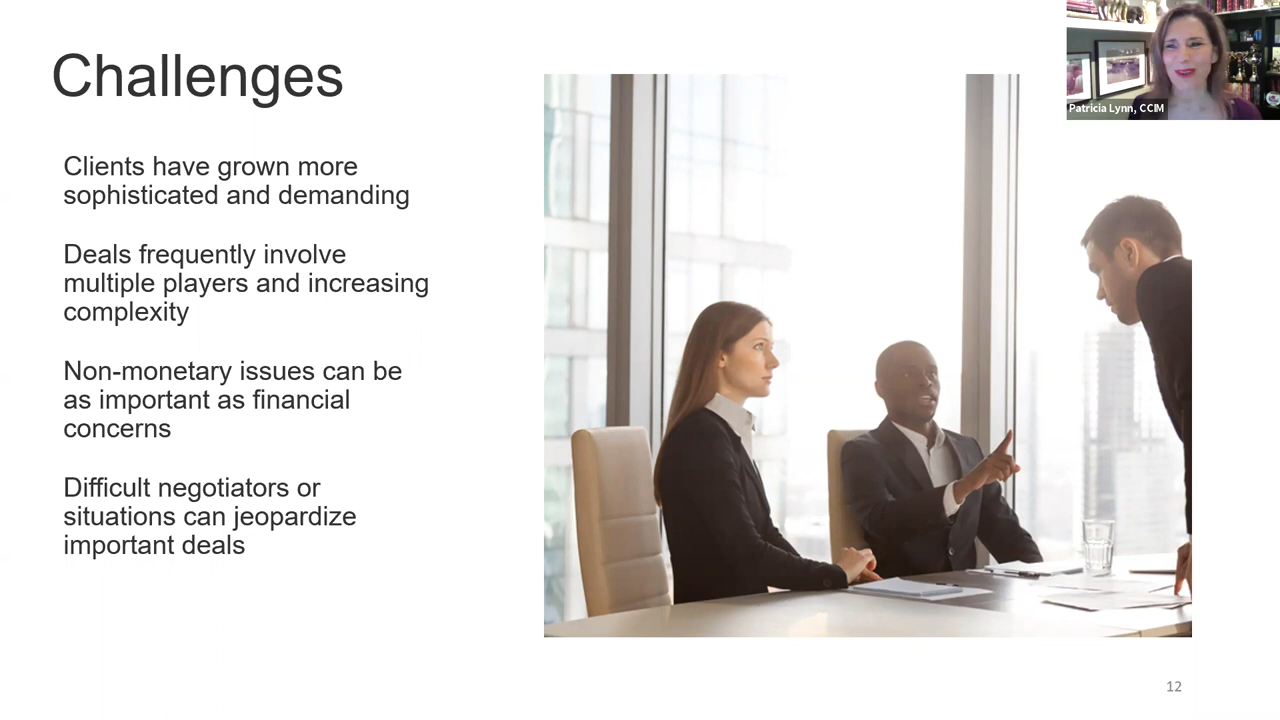 Challenges
Clients have grown more
sophisticated and demanding
Deals frequently involve
multiple players and increasing
complexity
Non-monetary issues can be
as important as financial
concerns
Difficult negotiators or
situations can jeopardize
important deals
Patricia Lynn, CCIM
12